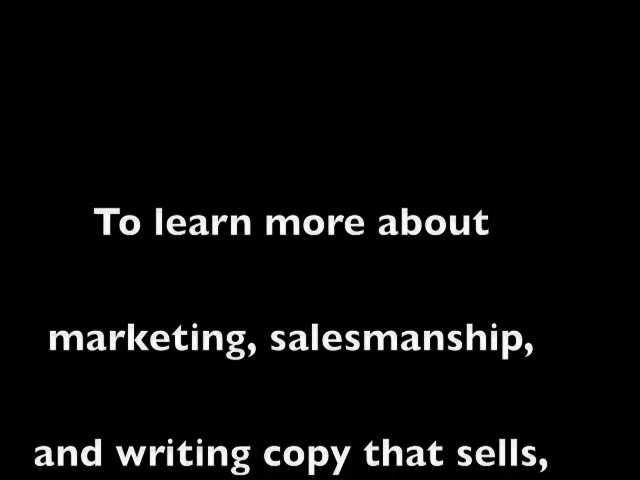 To learn more about
marketing, salesmanship,
and writing copy that sells,